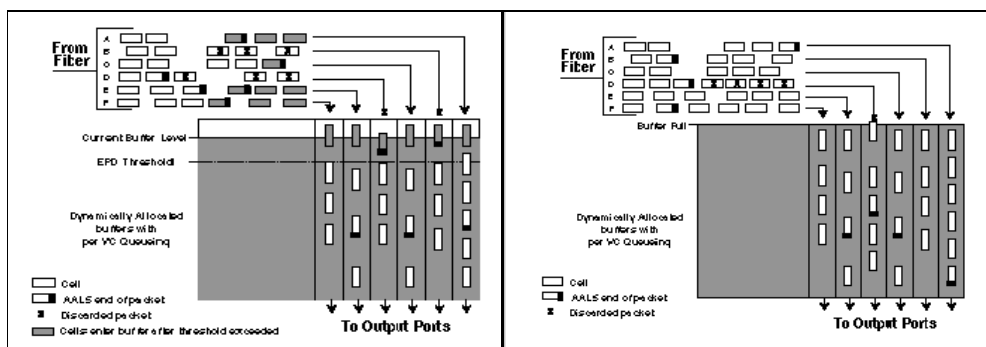 From
Fiber
A
B
C
D
E
F
Current Buffer Level
EPD Threshold
Dynamically Allocated
buffers with
per VC Queueing
Cell
AAL5 end of packet
Discarded packet
Cells enter buffer after threshold exceeded
To Output Ports
From
Fiber
A
B
C
D
E
F
Buffer Full
Dynamically Allocated
buffers with
per VC Queueing
Cell
AAL5 end of packet
Discarded packet
To Output Ports